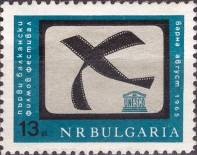 ПЪРВИ БАЛКАНСКИ
ФИЛМОВ ФЕСТИВАЛ
ВАРНА
АВГУСТ 1965
UNESCO
13 СТ
NR BULGARIA